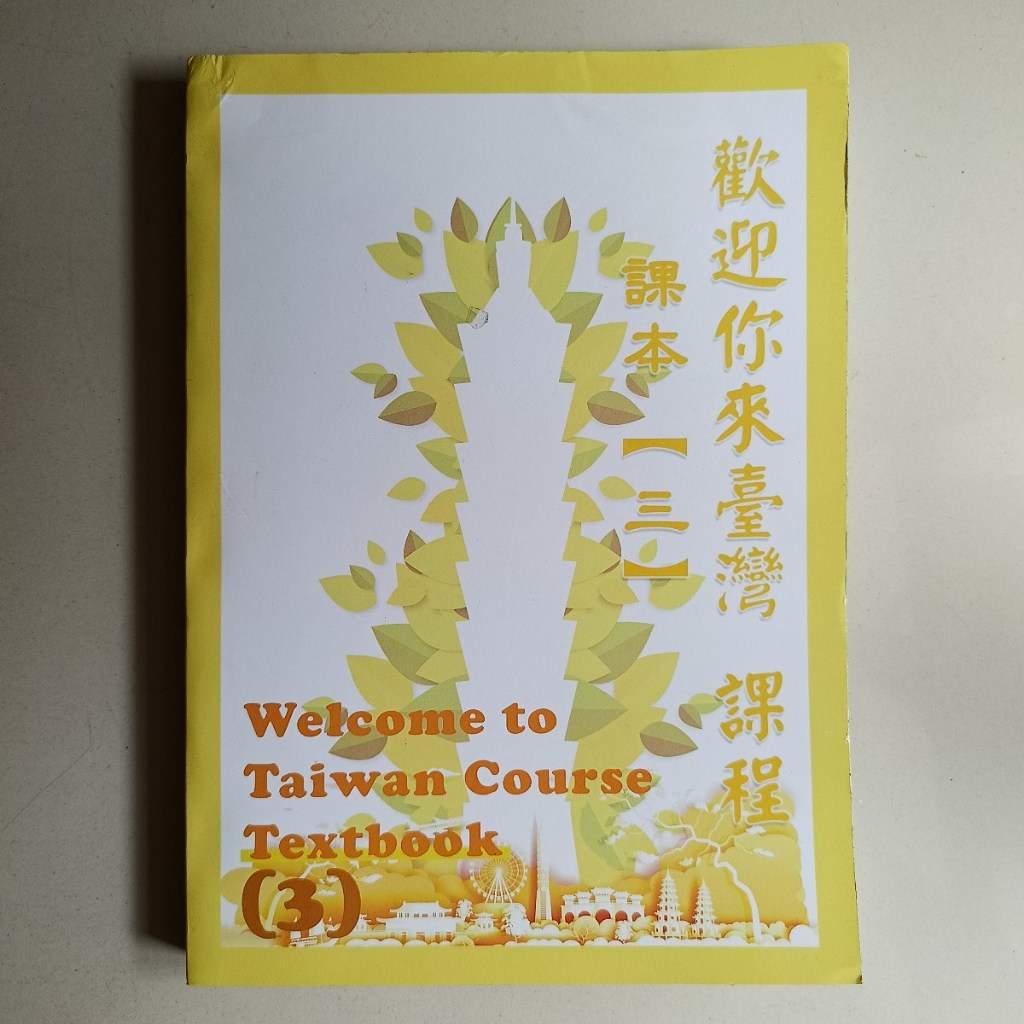 歡迎你來臺灣 課程
課本【三】
Welcome to
Taiwan Course
Textbook
(3)